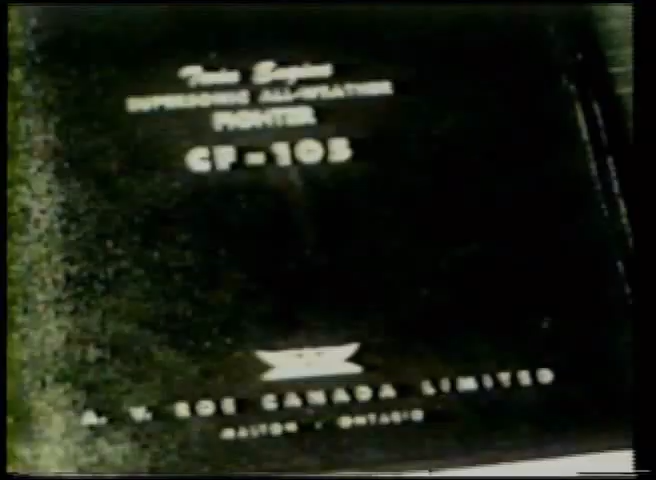 Twin Engine
SUPERSONIC ALL-WEATHER
FIGHTER
CF-105
A. V. ROE CANADA LIMITED
MALTON - ONTARIO